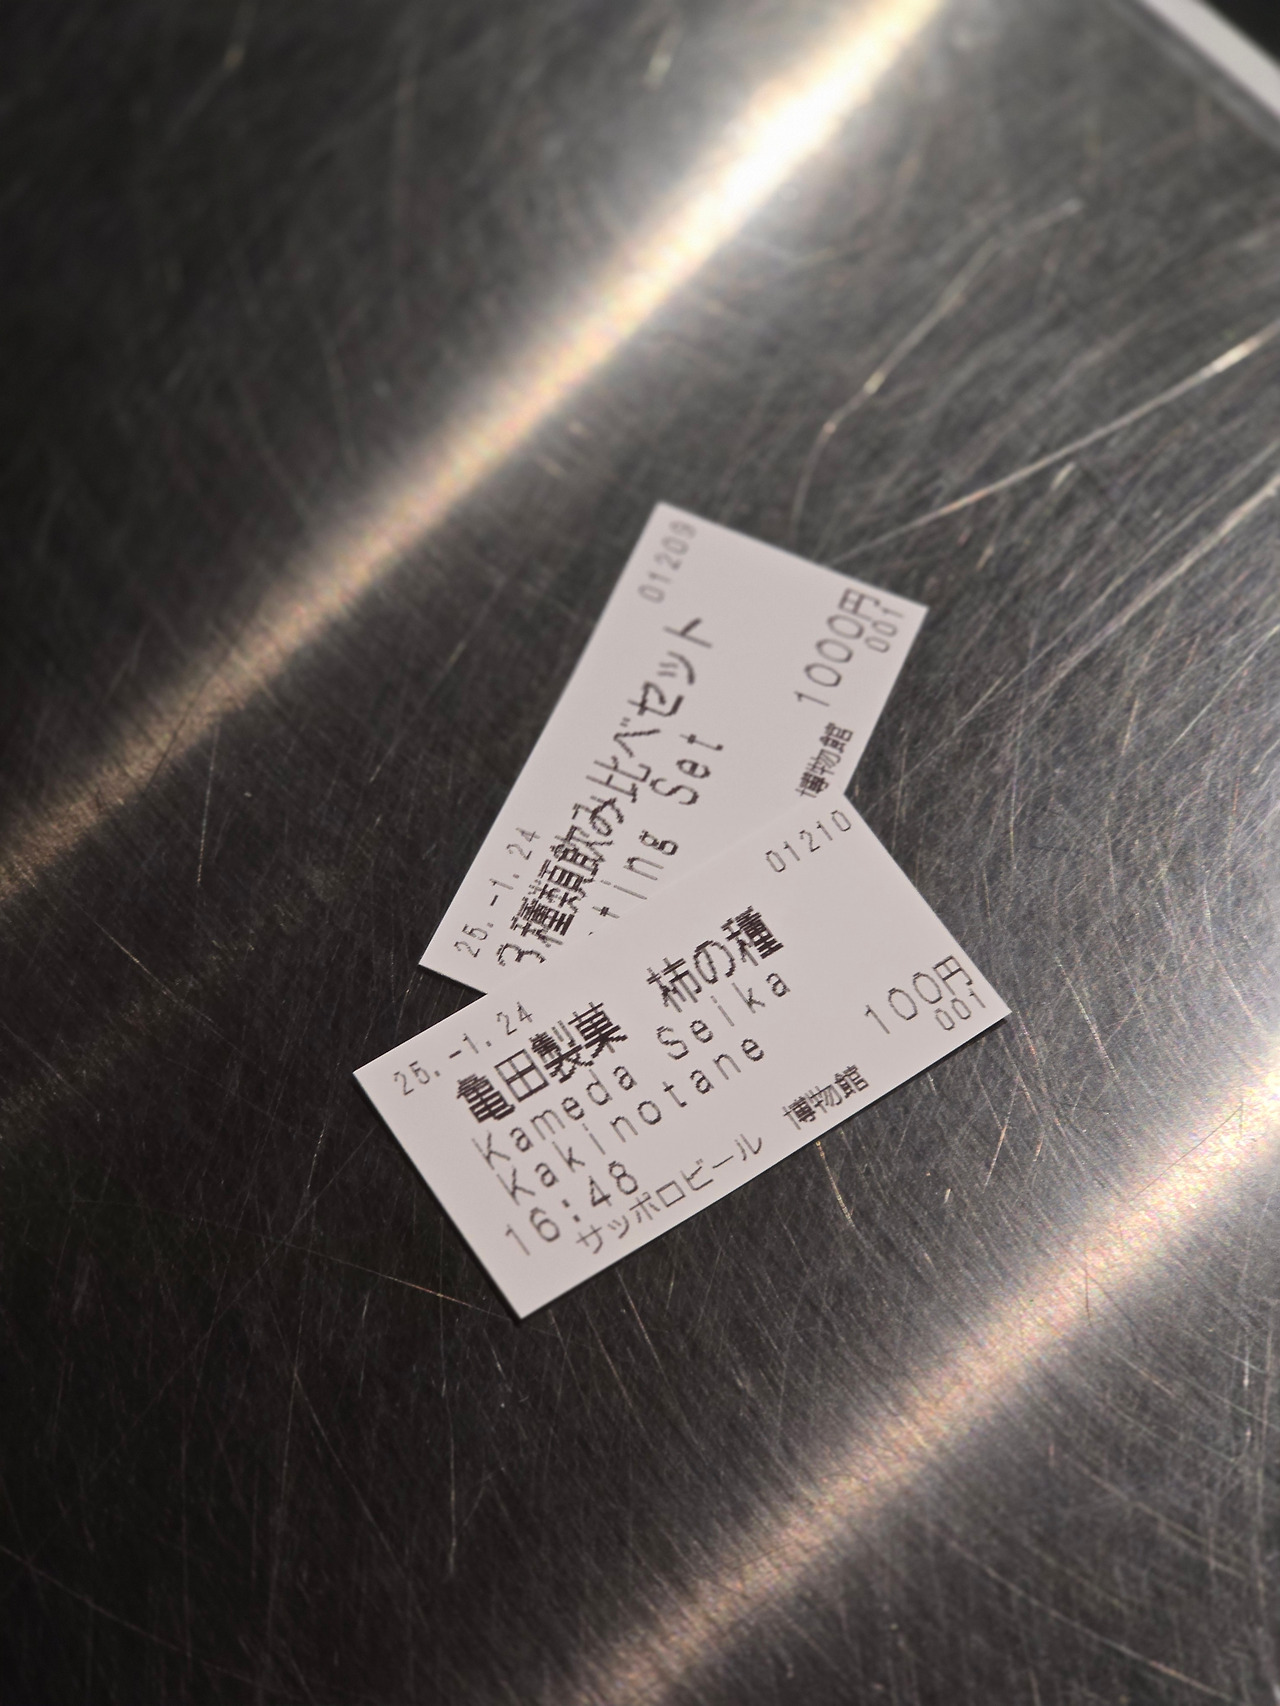 01209
25.-1.24
3種類飲み比べセット
ting Set
1000円
001
博物館
01210
25.-1.24
亀田製菓 柿の種
Kameda Seika
Kakinotane
100円
001
16:48
サッポロビール 博物館